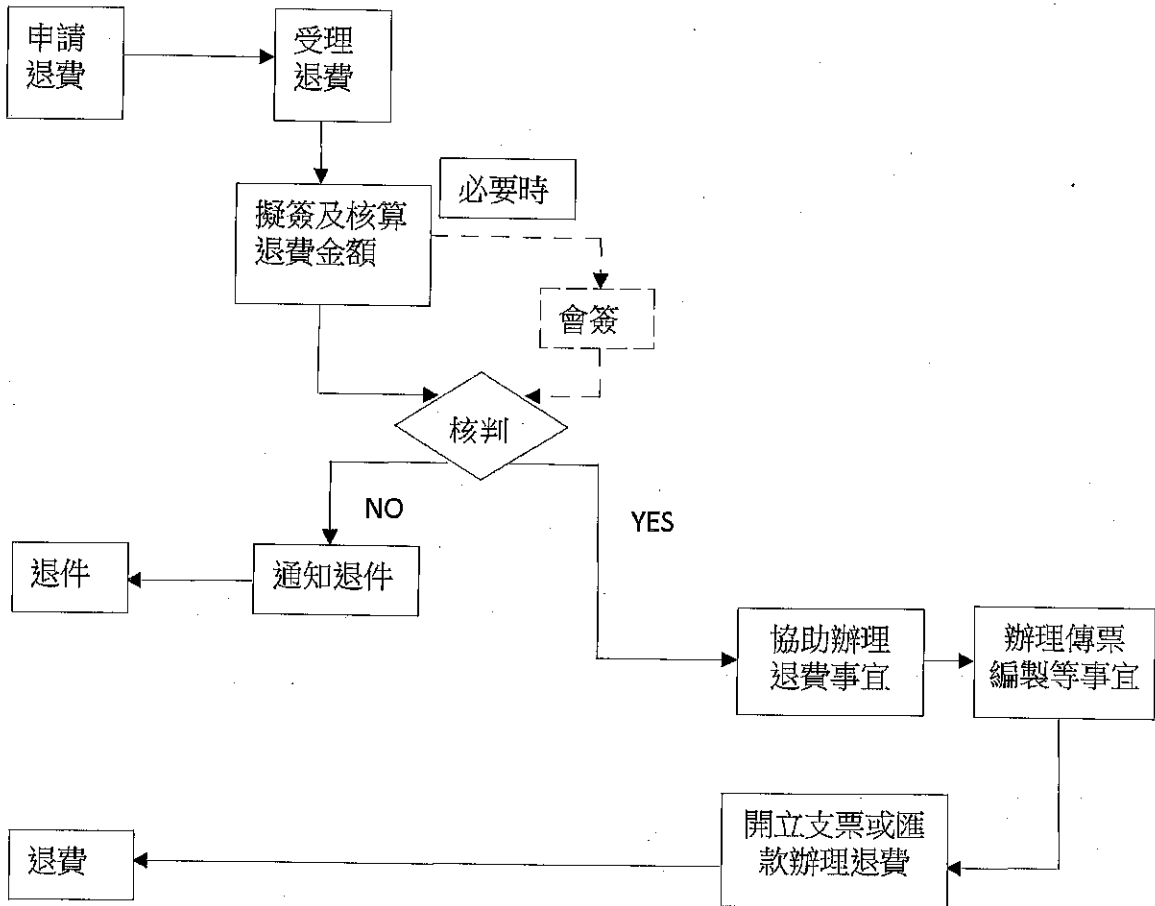 申請
退費
受理
退費
必要時
擬簽及核算
退費金額
會簽
核判
NO
YES
退件
通知退件
協助辦理
退費事宜
辦理傳票
編製等事宜
開立支票或匯
款辦理退費
退費